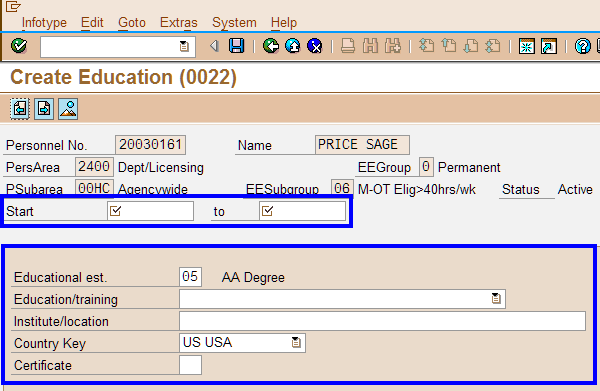 Infotype Edit Goto Extras System Help
Create Education (0022)
Personnel No. 20030161 Name PRICE SAGE
PersArea 2400 Dept/Licensing EEGroup 0 Permanent
PSubarea 00HC Agencywide EESubgroup 06 M-OT Elig>40hrs/wk Status Active
Start to
Educational est. 05 AA Degree
Education/training
Institute/location
Country Key US USA
Certificate